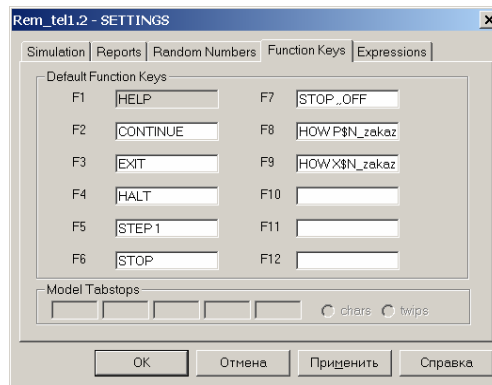 Rem_tel1.2 - SETTINGS
Simulation Reports Random Numbers Function Keys Expressions
Default Function Keys
F1 HELP F7 STOP ,,OFF
F2 CONTINUE F8 HOW P$N_zakaz
F3 EXIT F9 HOWX$N_zakaz
F4 HALT F10
F5 STEP 1 F11
F6 STOP F12
Model Tabstops
chars twips
OK Отмена Применить Справка